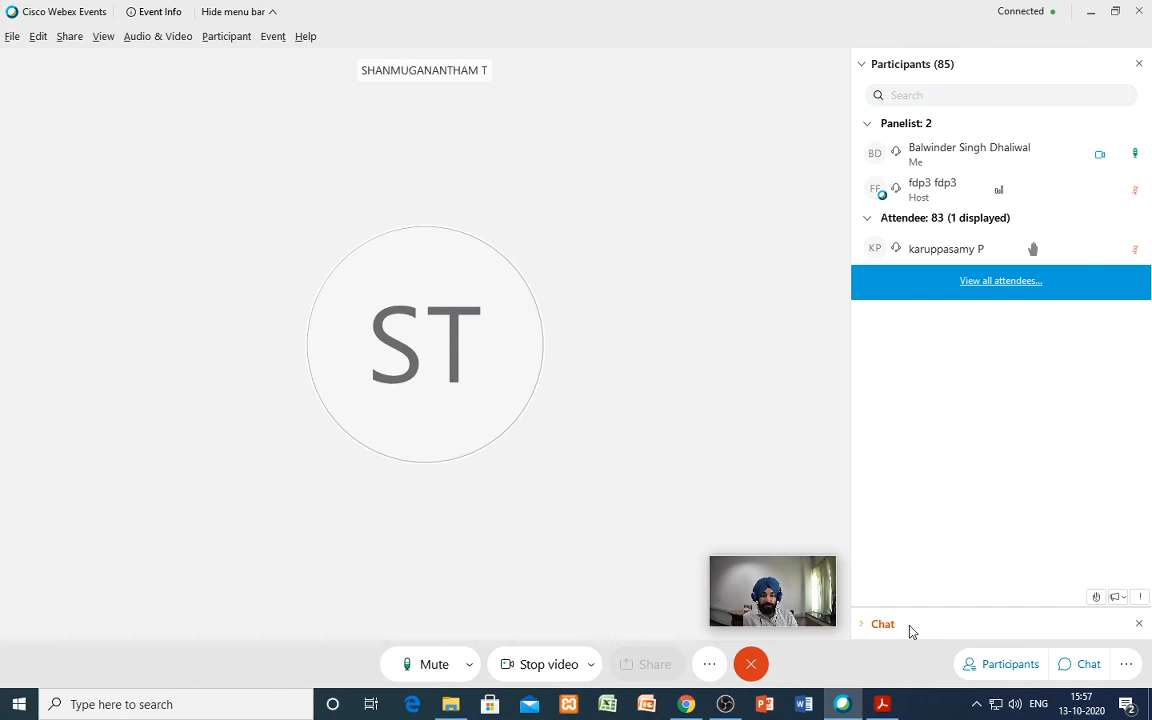 Cisco Webex Events
Event Info
Hide menu bar
Connected
File Edit Share View Audio & Video Participant Event Help
SHANMUGANANTHAM T
ST
Participants (85)
Search
Panelist: 2
BD
Balwinder Singh Dhaliwal
Me
FF
fdp3 fdp3
Host
Attendee: 83 (1 displayed)
KP
karuppasamy P
View all attendees...
Chat
Mute
Stop video
Share
Participants
Chat
Type here to search
ENG
15:57
13-10-2020
2